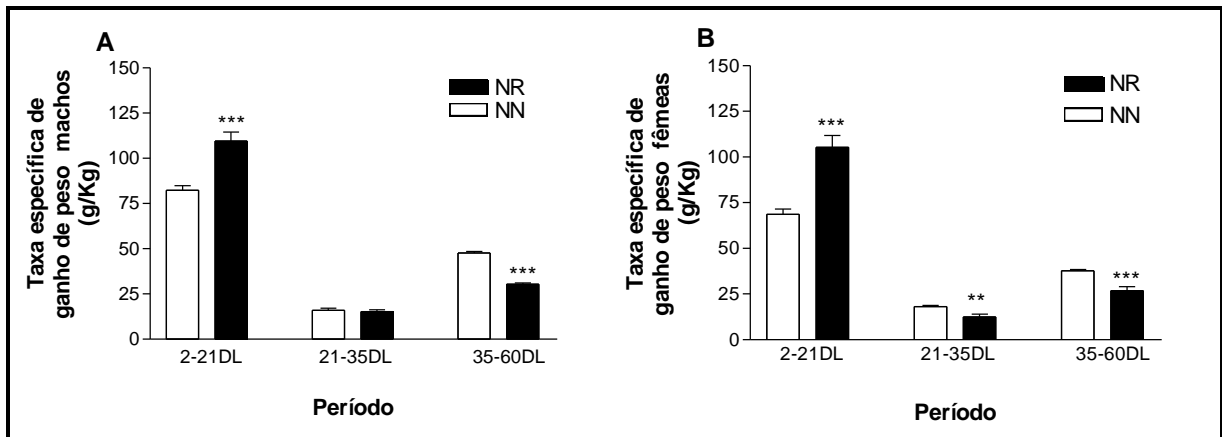 A
Taxa específica de
ganho de peso machos
(g/Kg)
150
125
100
75
50
25
0
***
***
NR
NN
2-21DL
21-35DL
35-60DL
Período
B
Taxa específica de
ganho de peso fêmeas
(g/Kg)
150
125
100
75
50
25
0
***
**
***
NR
NN
2-21DL
21-35DL
35-60DL
Período